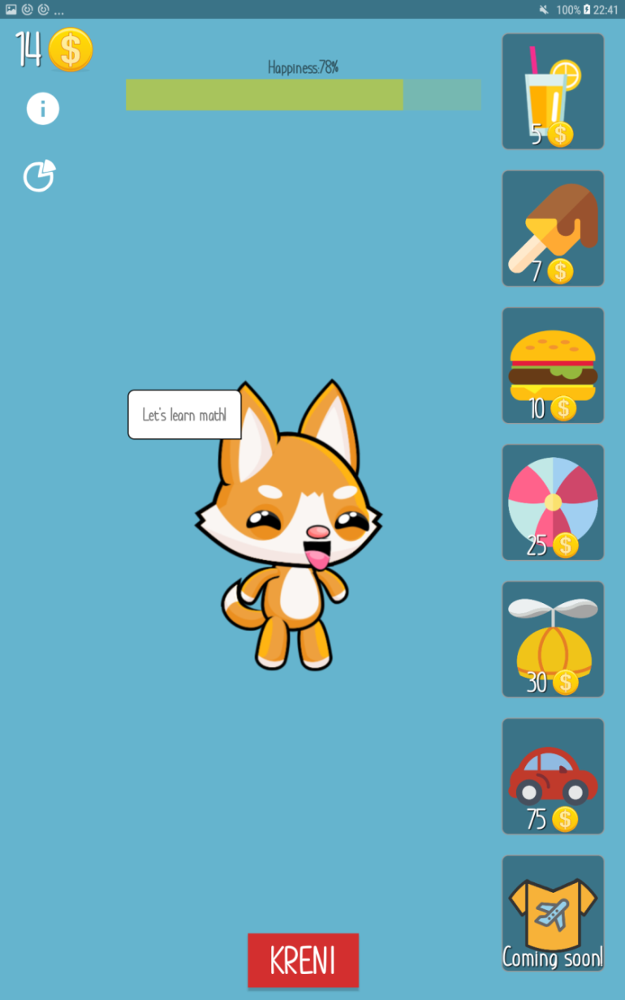 ... 100% 22:41
14 $
Happiness:78%
i
5 $
7 $
10 $
Let's learn math!
25 $
30 $
75 $
Coming soon!
KRENI